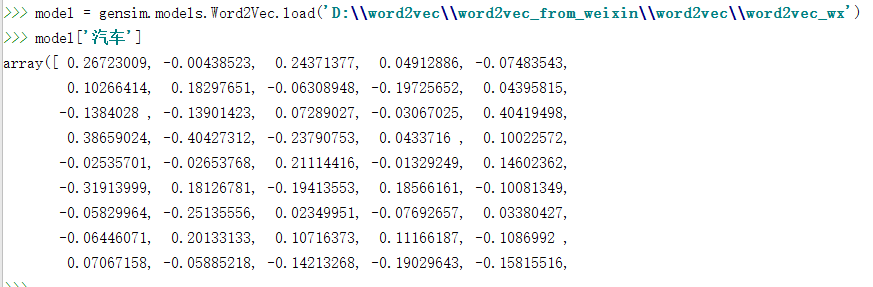 >>> model = gensim.models.Word2Vec.load('D:\\word2vec\\word2vec_from_weixin\\word2vec\\word2vec_wx')
>>> model['汽车']
array([ 0.26723009, -0.00438523,  0.24371377,  0.04912886, -0.07483543,
        0.10266414,  0.18297651, -0.06308948, -0.19725652,  0.04395815,
       -0.1384028 , -0.13901423,  0.07289027, -0.03067025,  0.40419498,
        0.38659024, -0.40427312, -0.23790753,  0.0433716 ,  0.10022572,
       -0.02535701, -0.02653768,  0.21114416, -0.01329249,  0.14602362,
       -0.31913999,  0.18126781, -0.19413553,  0.18566161, -0.10081349,
       -0.05829964, -0.25135556,  0.02349951, -0.07692657,  0.03380427,
       -0.06446071,  0.20133133,  0.10716373,  0.11166187, -0.1086992 ,
        0.07067158, -0.05885218, -0.14213268, -0.19029643, -0.15815516,
>>>